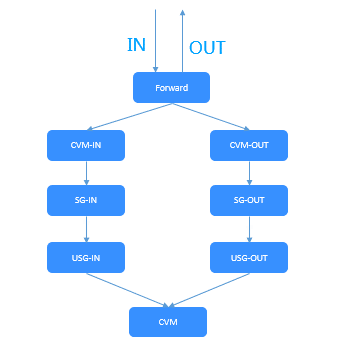 IN
OUT
Forward
CVM-IN
CVM-OUT
SG-IN
SG-OUT
USG-IN
USG-OUT
CVM